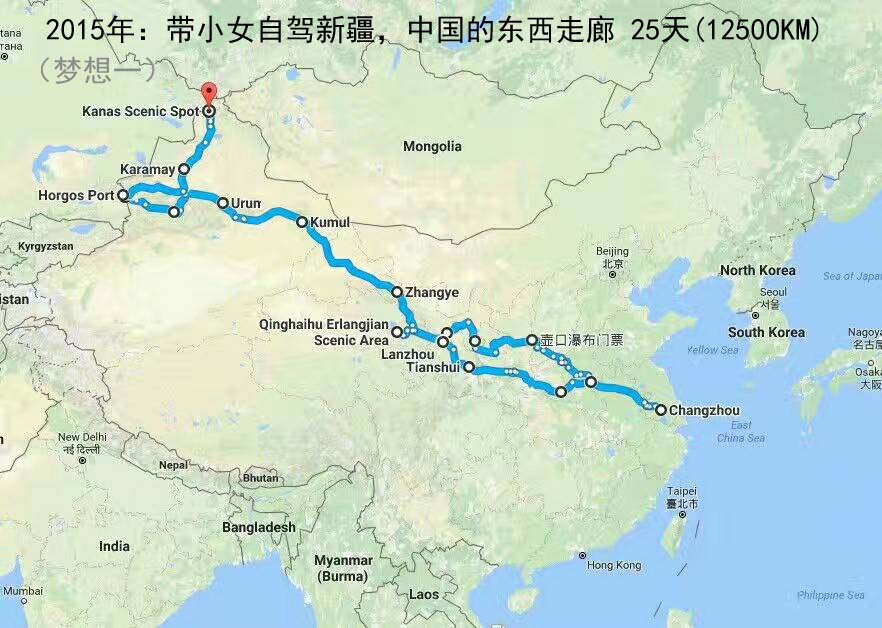 2015年：带小女自驾新疆，中国的东西走廊 25天(12500KM)
（梦想一）
Kanas Scenic Spot
Mongolia
Karamay
Horgos Port
Urun
Kumul
Kyrgyzstan
Beijing
北京
Zhangye
North Korea
Sea of Japa
istan
Seoul
서울
Qinghaihu Erlangjian
Scenic Area
壶口瀑布门票
South Korea
Nagoya
名古屋
Lanzhou
Yellow Sea
Tianshui
Osaka
大阪
Changzhou
East
China Sea
New Delhi
नई दिल्ली
Nepal
Bhutan
Taipei
臺北市
Bangladesh
India
Myanmar
(Burma)
Hong Kong
Laos
Mumbai
Philippine Sea